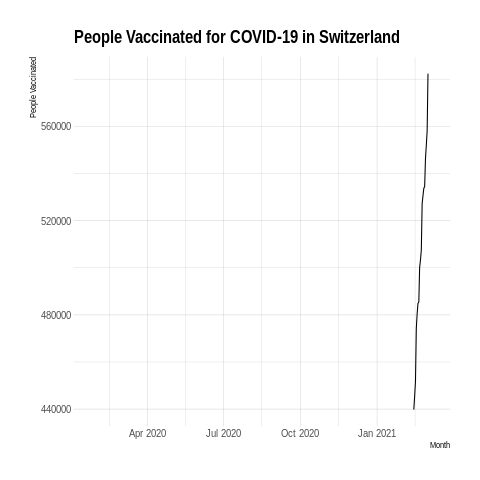 People Vaccinated for COVID-19 in Switzerland
People Vaccinated
560000
520000
480000
440000
Apr 2020 Jul 2020 Oct 2020 Jan 2021
Month